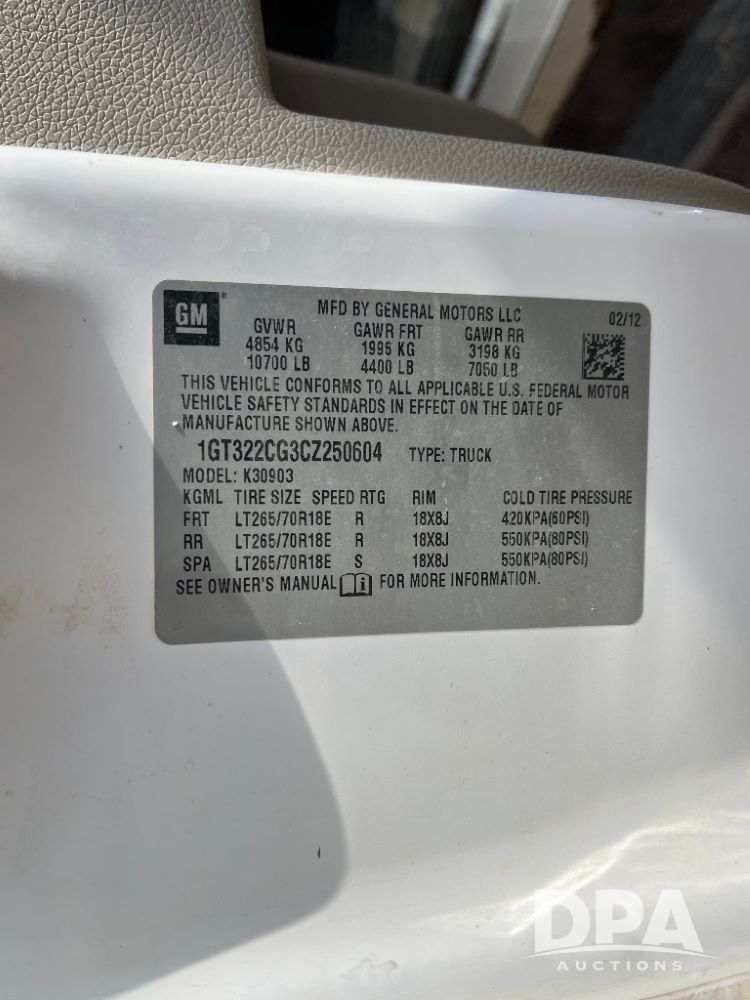 GM ® MFD BY GENERAL MOTORS LLC 02/12
GVWR GAWR FRT GAWR RR
4854 KG 1996 KG 3198 KG
10700 LB 4400 LB 7050 LB
THIS VEHICLE CONFORMS TO ALL APPLICABLE U.S. FEDERAL MOTOR
VEHICLE SAFETY STANDARDS IN EFFECT ON THE DATE OF
MANUFACTURE SHOWN ABOVE.
1GT322CG3CZ250604 TYPE: TRUCK
MODEL: K30903
KGML TIRE SIZE SPEED RTG RIM COLD TIRE PRESSURE
FRT LT265/70R18E R 18X8J 420KPA(60PSI)
RR LT265/70R18E R 18X8J 550KPA(80PSI)
SPA LT265/70R18E S 18X8J 550KPA(80PSI)
SEE OWNER'S MANUAL i FOR MORE INFORMATION.
DPA
AUCTIONS